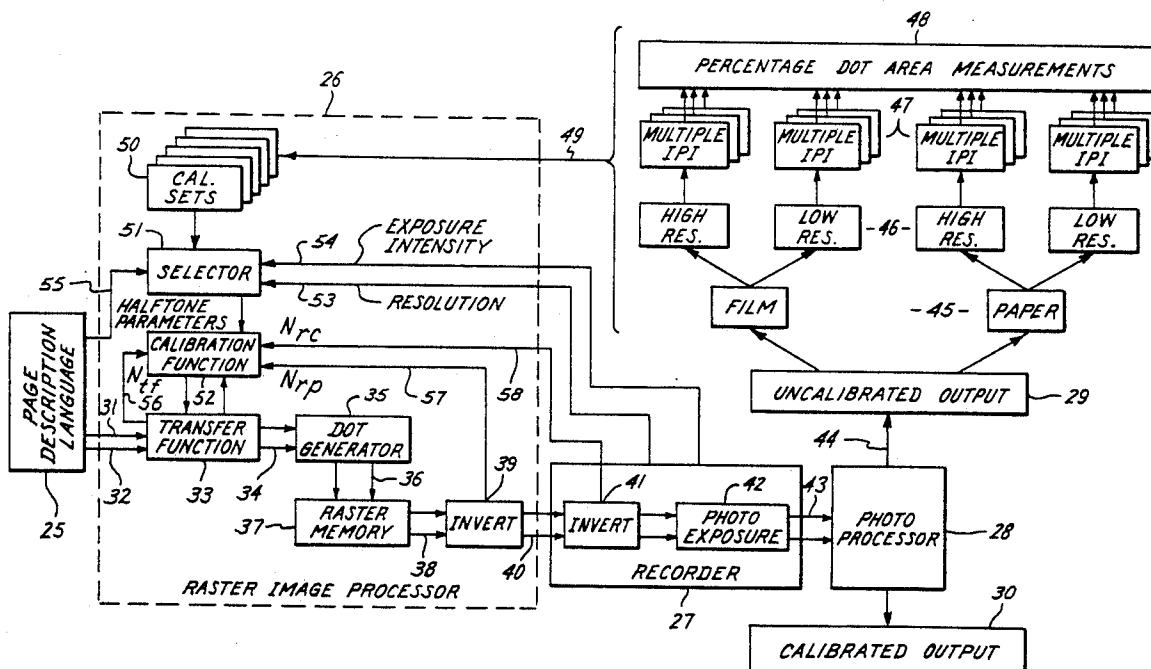 48
PERCENTAGE DOT AREA MEASUREMENTS
26
47
MULTIPLE
IPI
MULTIPLE
IPI
MULTIPLE
IPI
MULTIPLE
IPI
49
50
CAL.
SETS
HIGH
RES.
LOW
RES.
-46-
HIGH
RES.
LOW
RES.
51
54
EXPOSURE
INTENSITY
SELECTOR
55
53
RESOLUTION
FILM
-45-
PAPER
HALFTONE
PARAMETERS
Nrc
CALIBRATION
FUNCTION
58
PAGE
DESCRIPTION
LANGUAGE
Ntf
56
52
Nrp
57
UNCALIBRATED OUTPUT
29
31
32
TRANSFER
FUNCTION
33
34
35
DOT
GENERATOR
36
39
44
25
37
RASTER
MEMORY
38
INVERT
40
41
INVERT
42
PHOTO
EXPOSURE
43
PHOTO
PROCESSOR
28
RECORDER
27
RASTER IMAGE PROCESSOR
30
CALIBRATED OUTPUT